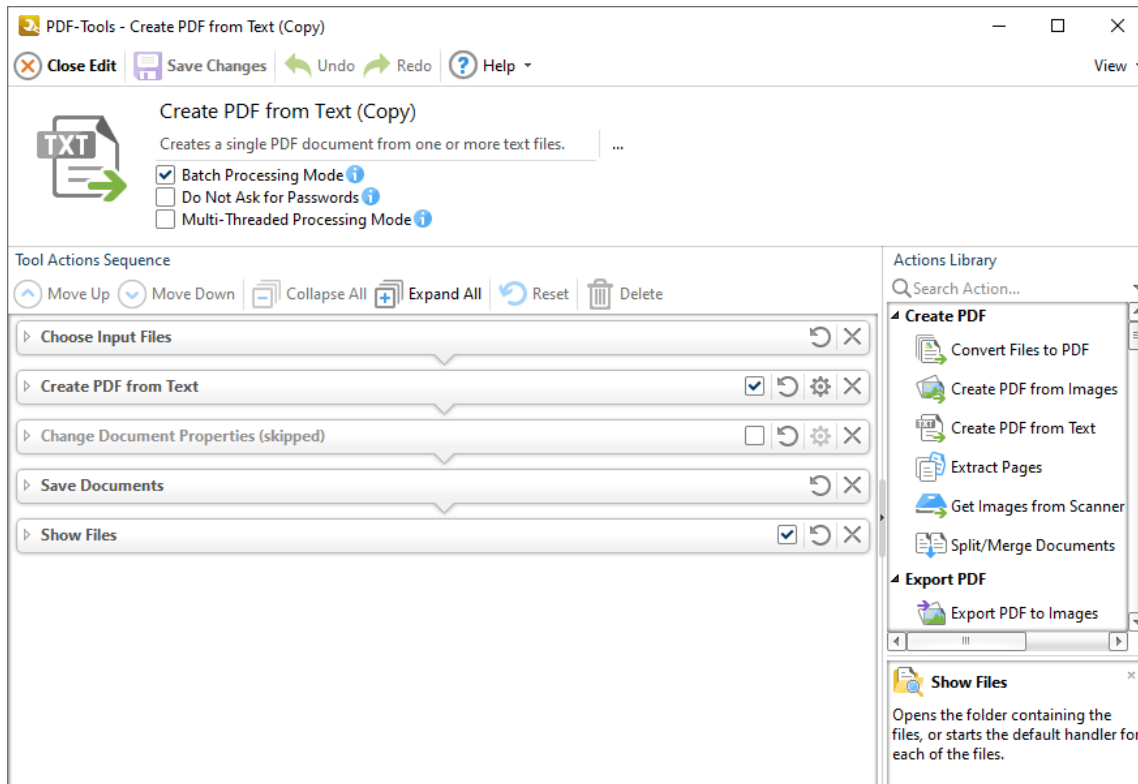 PDF-Tools - Create PDF from Text (Copy)
Close Edit Save Changes Undo Redo ? Help View
Create PDF from Text (Copy)
TXT
Creates a single PDF document from one or more text files. ...
Batch Processing Mode i
Do Not Ask for Passwords i
Multi-Threaded Processing Mode i
Tool Actions Sequence
Move Up Move Down Collapse All Expand All Reset Delete
Choose Input Files
Create PDF from Text
Change Document Properties (skipped)
Save Documents
Show Files
Actions Library
Search Action...
Create PDF
Convert Files to PDF
Create PDF from Images
TXT Create PDF from Text
Extract Pages
Get Images from Scanner
Split/Merge Documents
Export PDF
Export PDF to Images
Show Files
Opens the folder containing the
files, or starts the default handler for
each of the files.